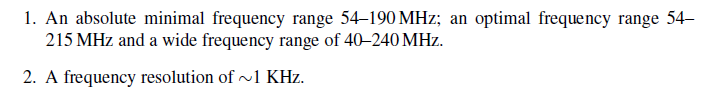 1. An absolute minimal frequency range 54–190 MHz; an optimal frequency range 54–
215 MHz and a wide frequency range of 40–240 MHz.
2. A frequency resolution of ∼1 KHz.